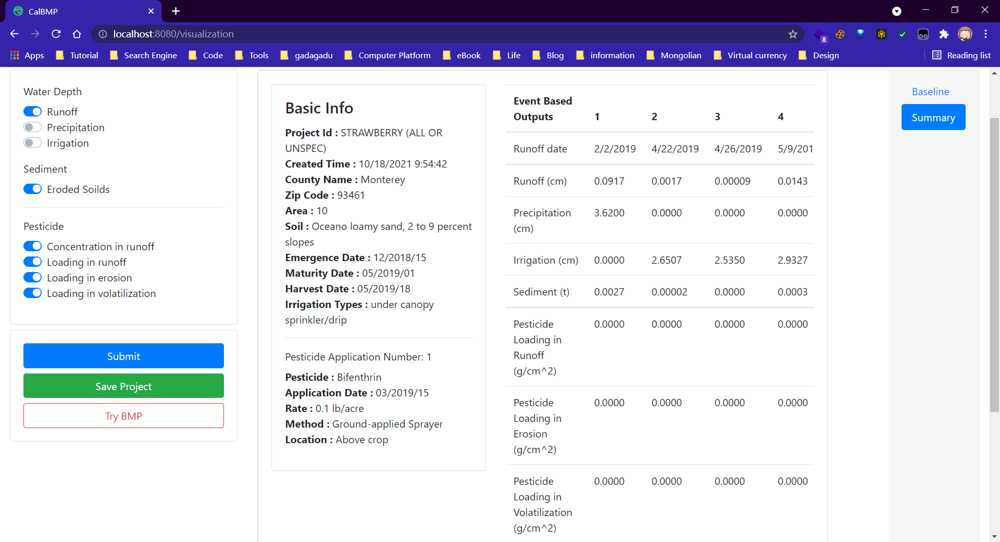 CalBMP
localhost:8080/visualization
8
Apps Tutorial Search Engine Code Tools gadagadu Computer Platform eBook Life Blog information Mongolian Virtual currency Design Reading list
Water Depth
Runoff
Precipitation
Irrigation
Sediment
Eroded Soilds
Pesticide
Concentration in runoff
Loading in runoff
Loading in erosion
Loading in volatilization
Submit
Save Project
Try BMP
Basic Info
Project Id : STRAWBERRY (ALL OR
UNSPEC)
Created Time : 10/18/2021 9:54:42
County Name : Monterey
Zip Code : 93461
Area : 10
Soil : Oceano loamy sand, 2 to 9 percent
slopes
Emergence Date : 12/2018/15
Maturity Date : 05/2019/01
Harvest Date : 05/2019/18
Irrigation Types : under canopy
sprinkler/drip
Pesticide Application Number: 1
Pesticide : Bifenthrin
Application Date : 03/2019/15
Rate : 0.1 lb/acre
Method : Ground-applied Sprayer
Location : Above crop
Event Based
Outputs 1 2 3 4
Runoff date 2/2/2019 4/22/2019 4/26/2019 5/9/201
Runoff (cm) 0.0917 0.0017 0.00009 0.0143
Precipitation 3.6200 0.0000 0.0000 0.0000
(cm)
Irrigation (cm) 0.0000 2.6507 2.5350 2.9327
Sediment (t) 0.0027 0.00002 0.0000 0.0003
Pesticide 0.0000 0.0000 0.0000 0.0000
Loading in
Runoff
(g/cm^2)
Pesticide 0.0000 0.0000 0.0000 0.0000
Loading in
Erosion
(g/cm^2)
Pesticide 0.0000 0.0000 0.0000 0.0000
Loading in
Volatilization
(g/cm^2)
Baseline
Summary